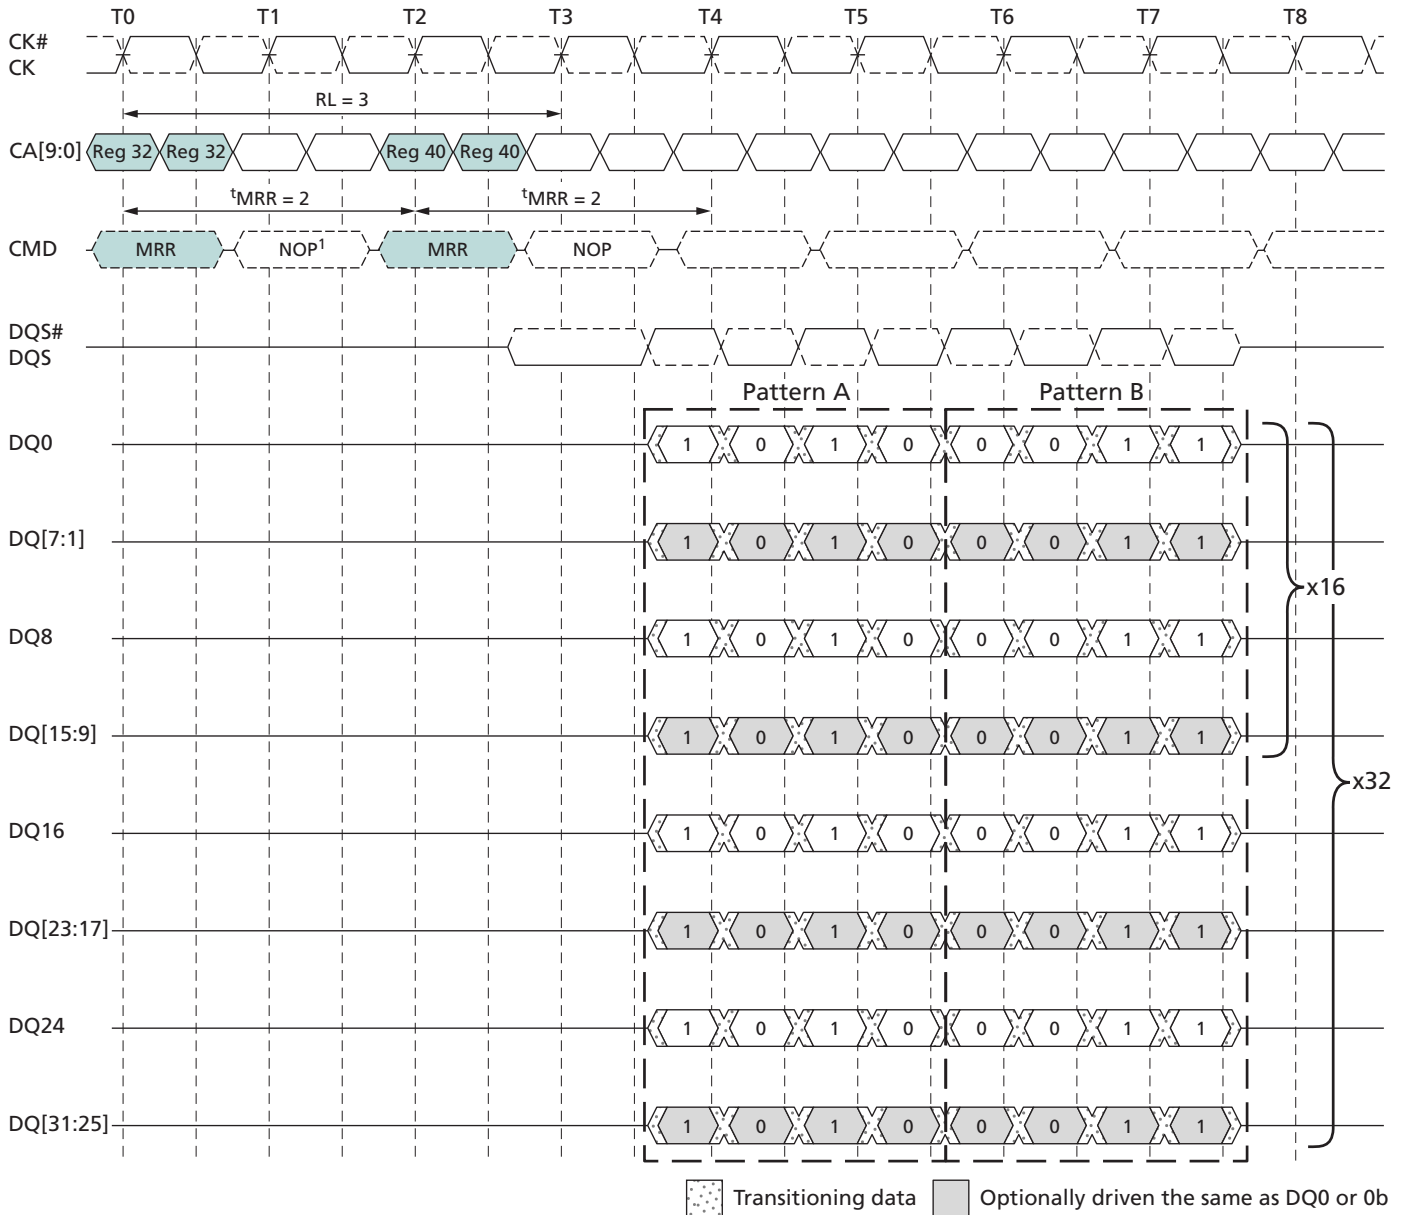 T0 T1 T2 T3 T4 T5 T6 T7 T8
CK#
CK
RL = 3
CA[9:0] Reg 32 Reg 32 Reg 40 Reg 40
tMRR = 2 tMRR = 2
CMD MRR NOP1 MRR NOP
DQS#
DQS
Pattern A Pattern B
DQ0 1 0 1 0 0 0 1 1
DQ[7:1] 1 0 1 0 0 0 1 1
x16
DQ8 1 0 1 0 0 0 1 1
DQ[15:9] 1 0 1 0 0 0 1 1
x32
DQ16 1 0 1 0 0 0 1 1
DQ[23:17] 1 0 1 0 0 0 1 1
DQ24 1 0 1 0 0 0 1 1
DQ[31:25] 1 0 1 0 0 0 1 1
Transitioning data Optionally driven the same as DQ0 or 0b